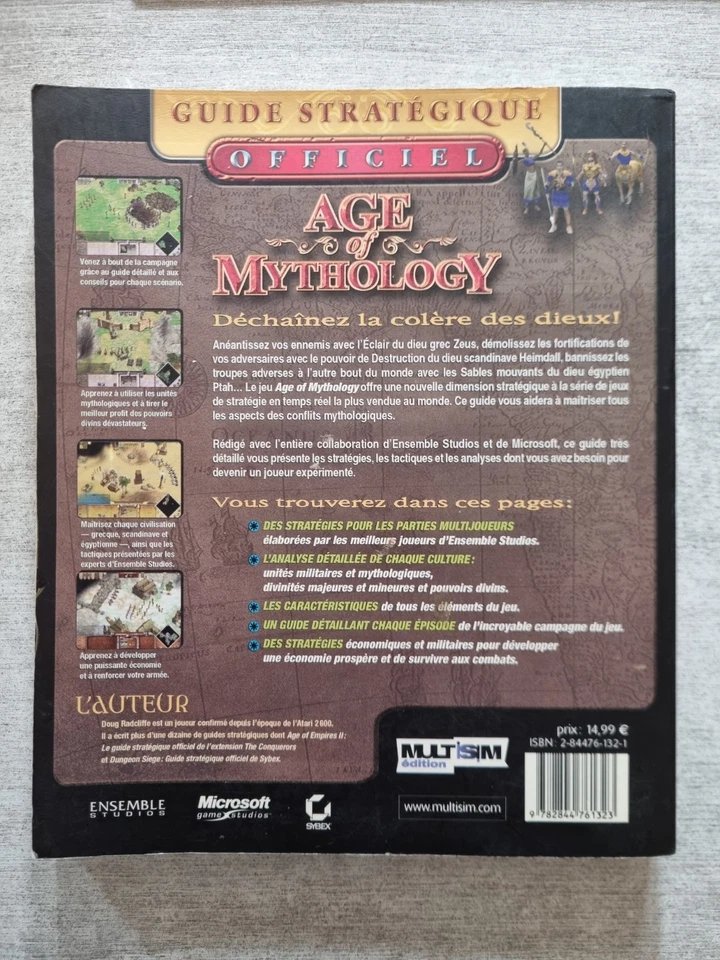 GUIDE STRATÉGIQUE
OFFICIEL
AGE
of
MYTHOLOGY
Venez à bout de la campagne
grâce au guide détaillé et aux
conseils pour chaque scénario.
Apprenez à utiliser les unités
mythologiques et à tirer le
meilleur profit des pouvoirs
divins dévastateurs.
Maîtrisez chaque civilisation
— grecque, scandinave et
égyptienne —, ainsi que les
tactiques présentées par les
experts d'Ensemble Studios.
Apprenez à développer
une puissante économie
et à renforcer votre armée.
Déchaînez la colère des dieux!
Anéantissez vos ennemis avec l'Éclair du dieu grec Zeus, démolissez les fortifications de
vos adversaires avec le pouvoir de Destruction du dieu scandinave Heimdall, bannissez les
troupes adverses à l'autre bout du monde avec les Sables mouvants du dieu égyptien
Ptah... Le jeu Age of Mythology offre une nouvelle dimension stratégique à la série de jeux
de stratégie en temps réel la plus vendue au monde. Ce guide vous aidera à maîtriser tous
les aspects des conflits mythologiques.
Rédigé avec l'entière collaboration d'Ensemble Studios et de Microsoft, ce guide très
détaillé vous présente les stratégies, les tactiques et les analyses dont vous avez besoin pour
devenir un joueur expérimenté.
Vous trouverez dans ces pages:
DES STRATÉGIES POUR LES PARTIES MULTIJOUEURS
élaborées par les meilleurs joueurs d'Ensemble Studios.
L'ANALYSE DÉTAILLÉE DE CHAQUE CULTURE:
unités militaires et mythologiques,
divinités majeures et mineures et pouvoirs divins.
LES CARACTÉRISTIQUES de tous les éléments du jeu.
UN GUIDE DÉTAILLANT CHAQUE ÉPISODE de l'incroyable campagne du jeu.
DES STRATÉGIES économiques et militaires pour développer
une économie prospère et de survivre aux combats.
L'AUTEUR
Doug Radcliffe est un joueur confirmé depuis l'époque de l'Atari 2600.
Il a écrit plus d'une dizaine de guides stratégiques dont Age of Empires II:
Le guide stratégique officiel de l'extension The Conquerors
et Dungeon Siege: Guide stratégique officiel de Sybex.
MULTISIM
édition
prix: 14,99 €
ISBN: 2-84476-132-1
ENSEMBLE
STUDIOS
Microsoft
game studios
SYBEX
www.multisim.com
9 782844 761323